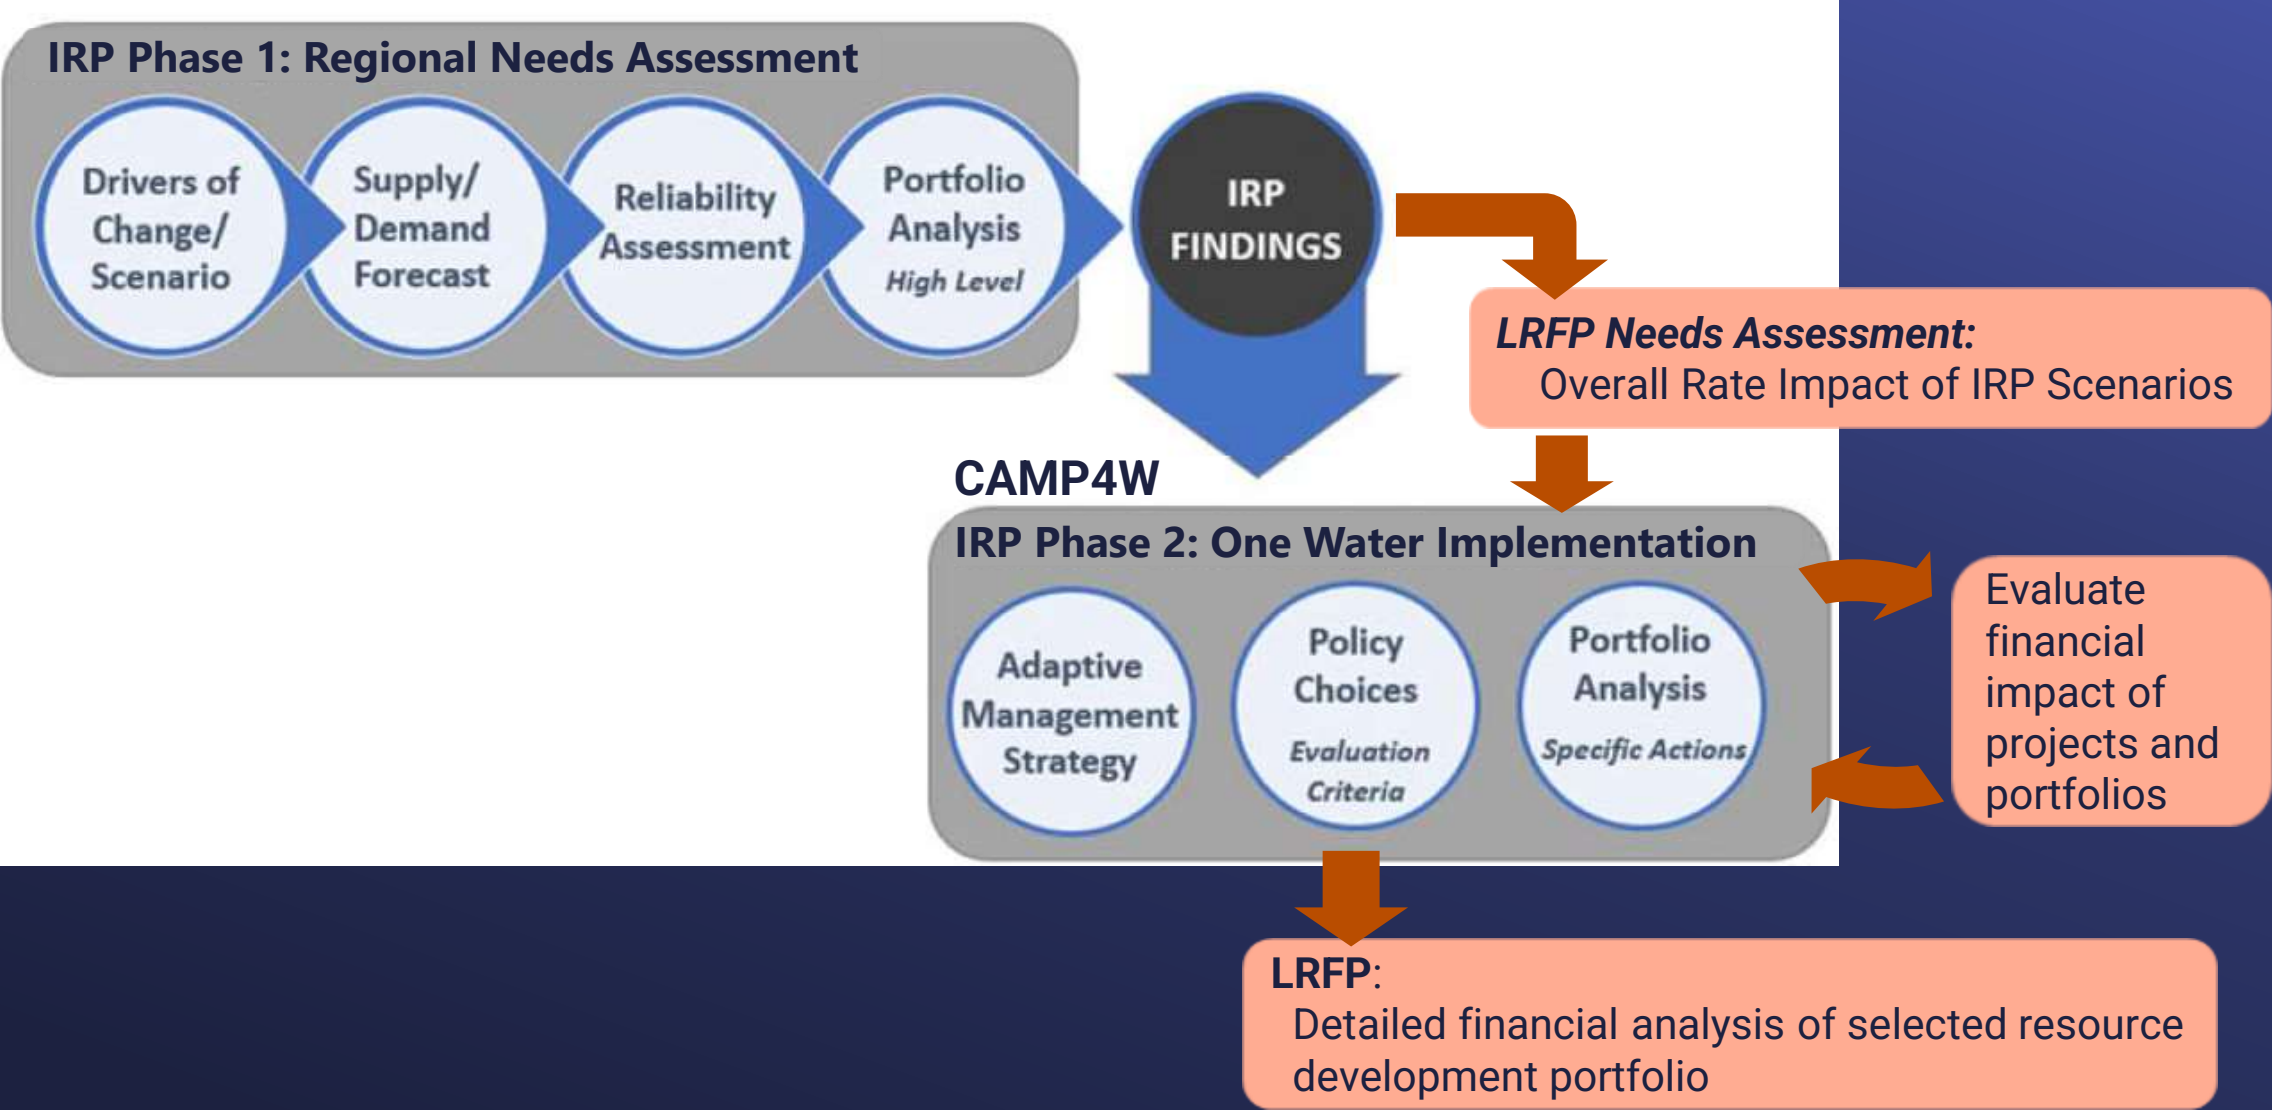 IRP Phase 1: Regional Needs Assessment
Drivers of
Change/
Scenario
Supply/
Demand
Forecast
Reliability
Assessment
Portfolio
Analysis
High Level
IRP
FINDINGS
LRFP Needs Assessment:
Overall Rate Impact of IRP Scenarios
CAMP4W
IRP Phase 2: One Water Implementation
Adaptive
Management
Strategy
Policy
Choices
Evaluation
Criteria
Portfolio
Analysis
Specific Actions
Evaluate
financial
impact of
projects and
portfolios
LRFP:
Detailed financial analysis of selected resource
development portfolio